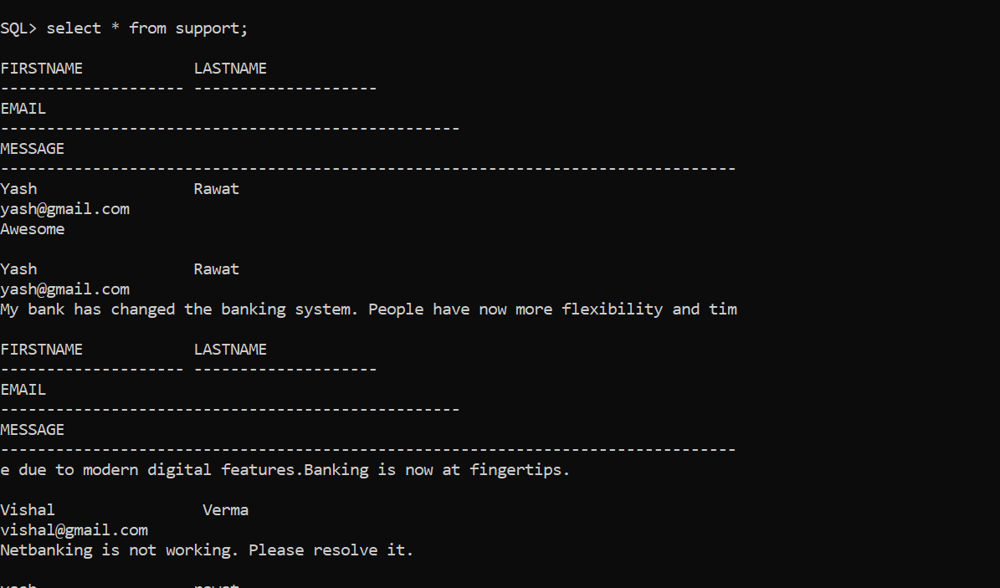 SQL> select * from support;
FIRSTNAME            LASTNAME
-------------------- --------------------
EMAIL
--------------------------------------------------
MESSAGE
--------------------------------------------------------------------------------
Yash                 Rawat
yash@gmail.com
Awesome
Yash                 Rawat
yash@gmail.com
My bank has changed the banking system. People have now more flexibility and tim
FIRSTNAME            LASTNAME
-------------------- --------------------
EMAIL
--------------------------------------------------
MESSAGE
--------------------------------------------------------------------------------
e due to modern digital features.Banking is now at fingertips.
Vishal                Verma
vishal@gmail.com
Netbanking is not working. Please resolve it.
yash                 rawat